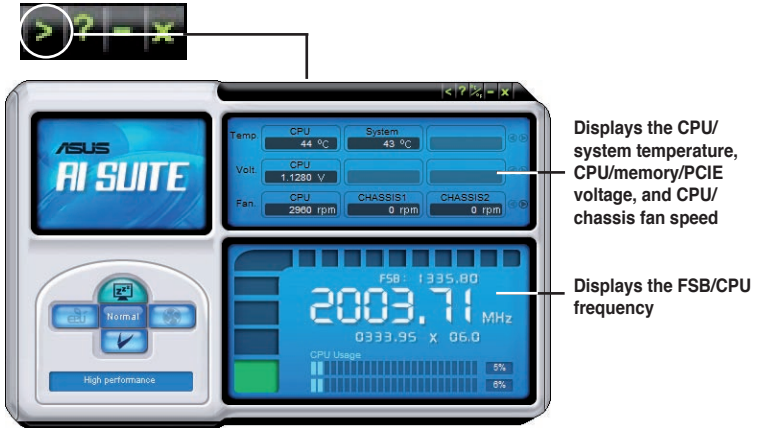 > ? - x
< ? °C/°F - x
ASUS
AI SUITE
Temp.
CPU
44 °C
System
43 °C
Volt.
CPU
1.1280 V
Fan.
CPU
2960 rpm
CHASSIS1
0 rpm
CHASSIS2
0 rpm
Displays the CPU/
system temperature,
CPU/memory/PCIE
voltage, and CPU/
chassis fan speed
zzz
Normal
High performance
FSB: 1335.80
2003.71 MHz
0333.95 x 06.0
CPU Usage
5%
6%
Displays the FSB/CPU
frequency